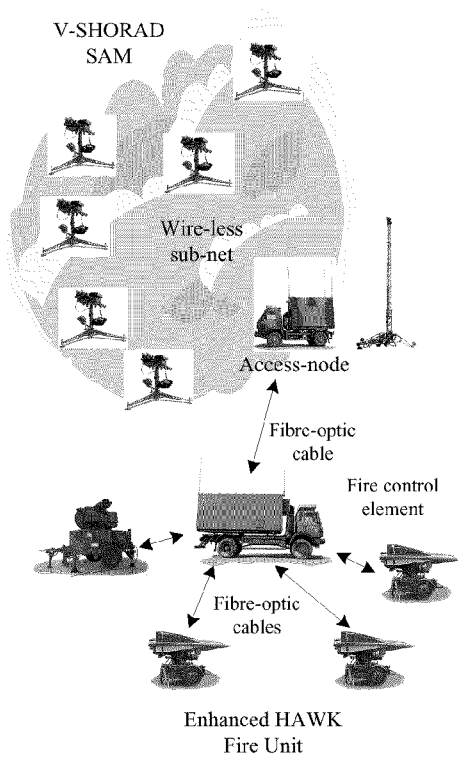 V-SHORAD
SAM
Wire-less
sub-net
Access-node
Fibre-optic
cable
Fire control
element
Fibre-optic
cables
Enhanced HAWK
Fire Unit